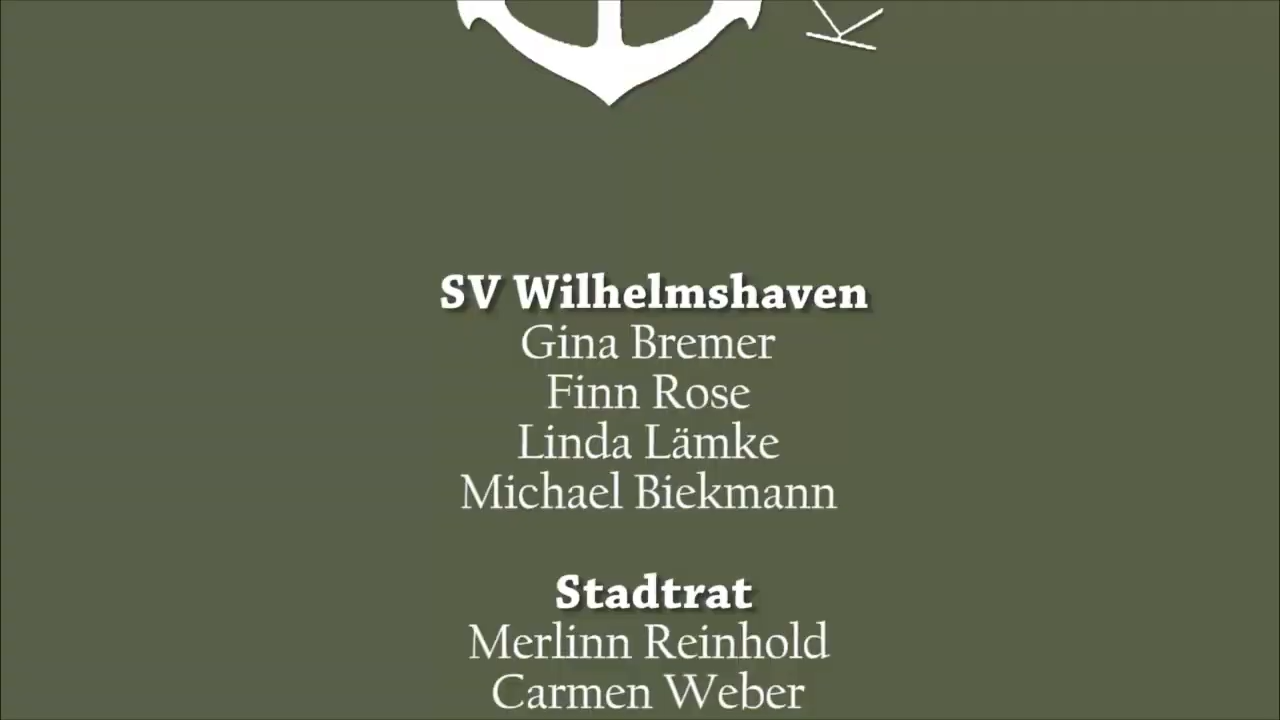 K
SV Wilhelmshaven
Gina Bremer
Finn Rose
Linda Lämke
Michael Biekmann
Stadtrat
Merlinn Reinhold
Carmen Weber